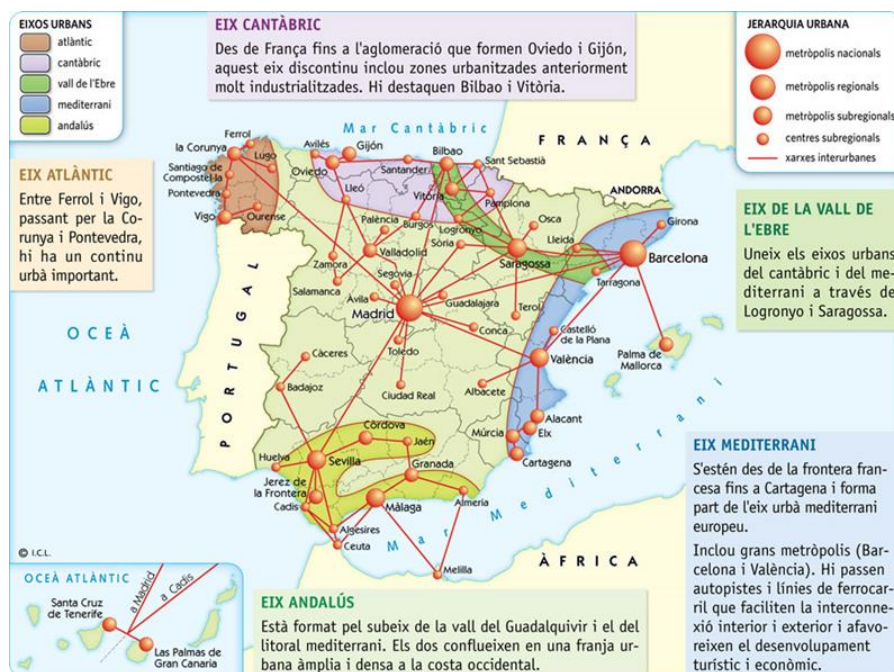 EIXOS URBANS
atlàntic
cantàbric
vall de l'Ebre
mediterrani
andalús
EIX CANTÀBRIC
Des de França fins a l'aglomeració que formen Oviedo i Gijón,
aquest eix discontinu inclou zones urbanitzades anteriorment
molt industrialitzades. Hi destaquen Bilbao i Vitòria.
JERARQUIA URBANA
metròpolis nacionals
metròpolis regionals
metròpolis subregionals
centres subregionals
xarxes interurbanes
EIX ATLÀNTIC
Entre Ferrol i Vigo,
passant per la Co-
runya i Pontevedra,
hi ha un continu
urbà important.
EIX DE LA VALL DE
L'EBRE
Uneix els eixos urbans
del cantàbric i del me-
diterrani a través de
Logronyo i Saragossa.
Mar Cantàbric
FRANÇA
ANDORRA
PORTUGAL
OCEÀ
ATLÀNTIC
Mar Mediterrani
ÀFRICA
Ferrol
la Corunya
Lugo
Santiago de
Compostel·la
Pontevedra
Vigo
Ourense
Avilés
Gijón
Oviedo
Santander
Bilbao
Sant Sebastià
Vitòria
Pamplona
Lleó
Burgos
Logronyo
Palència
Valladolid
Sòria
Osca
Saragossa
Lleida
Girona
Barcelona
Tarragona
Zamora
Salamanca
Segovia
Àvila
Madrid
Guadalajara
Terol
Conca
Toledo
Castelló
de la Plana
València
Palma de
Mallorca
Càceres
Badajoz
Ciudad Real
Albacete
Alacant
Elx
Múrcia
Cartagena
Còrdova
Jaén
Huelva
Sevilla
Granada
Jerez de
la Frontera
Cadis
Màlaga
Almeria
Algesires
Ceuta
Melilla
© I.C.L.
OCEÀ ATLÀNTIC
a Madrid
a Cadis
Santa Cruz
de Tenerife
Las Palmas de
Gran Canaria
EIX ANDALÚS
Està format pel subeix de la vall del Guadalquivir i el del
litoral mediterrani. Els dos conflueixen en una franja ur-
bana àmplia i densa a la costa occidental.
EIX MEDITERRANI
S'estén des de la frontera fran-
cesa fins a Cartagena i forma
part de l'eix urbà mediterrani
europeu.
Inclou grans metròpolis (Bar-
celona i València). Hi passen
autopistes i línies de ferrocar-
ril que faciliten la interconne-
xió interior i exterior i afavo-
reixen el desenvolupament
turístic i econòmic.